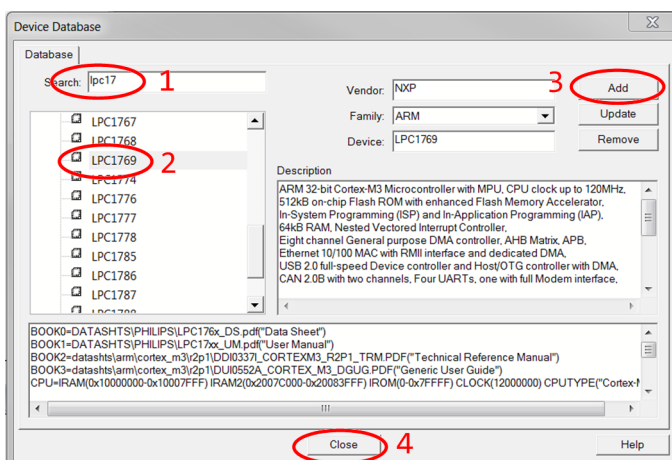 Device Database
Database
Search: lpc17 1
LPC1767
LPC1768
LPC1769 2
LPC1774
LPC1776
LPC1777
LPC1778
LPC1785
LPC1786
LPC1787
LPC1788
Vendor: NXP 3 Add
Family: ARM Update
Device: LPC1769 Remove
Description
ARM 32-bit Cortex-M3 Microcontroller with MPU, CPU clock up to 120MHz,
512kB on-chip Flash ROM with enhanced Flash Memory Accelerator,
In-System Programming (ISP) and In-Application Programming (IAP),
64kB RAM, Nested Vectored Interrupt Controller,
Eight channel General purpose DMA controller, AHB Matrix, APB,
Ethernet 10/100 MAC with RMII interface and dedicated DMA,
USB 2.0 full-speed Device controller and Host/OTG controller with DMA,
CAN 2.0B with two channels, Four UARTs, one with full Modem interface,
BOOK0=DATASHTS\PHILIPS\LPC176x_DS.pdf("Data Sheet")
BOOK1=DATASHTS\PHILIPS\LPC17xx_UM.pdf("User Manual")
BOOK2=datashts\arm\cortex_m3\r2p1\DDI0337I_CORTEXM3_R2P1_TRM.PDF("Technical Reference Manual")
BOOK3=datashts\arm\cortex_m3\r2p1\DUI0552A_CORTEX_M3_DGUG.PDF("Generic User Guide")
CPU=IRAM(0x10000000-0x10007FFF) IRAM2(0x2007C000-0x20083FFF) IROM(0-0x7FFFF) CLOCK(12000000) CPUTYPE("Cortex-M
Close 4 Help